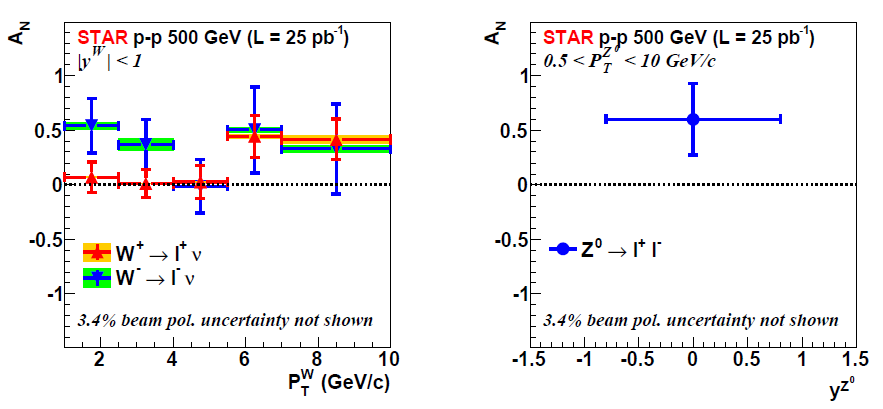 A_N
STAR p-p 500 GeV (L = 25 pb⁻¹)
|y^W| < 1
1
0.5
0
-0.5
-1
W⁺ → l⁺ ν
W⁻ → l⁻ ν
3.4% beam pol. uncertainty not shown
2 4 6 8 10
P_T^W (GeV/c)
A_N
STAR p-p 500 GeV (L = 25 pb⁻¹)
0.5 < P_T^{Z⁰} < 10 GeV/c
1
0.5
0
-0.5
-1
Z⁰ → l⁺ l⁻
3.4% beam pol. uncertainty not shown
-1.5 -1 -0.5 0 0.5 1 1.5
y^{Z⁰}